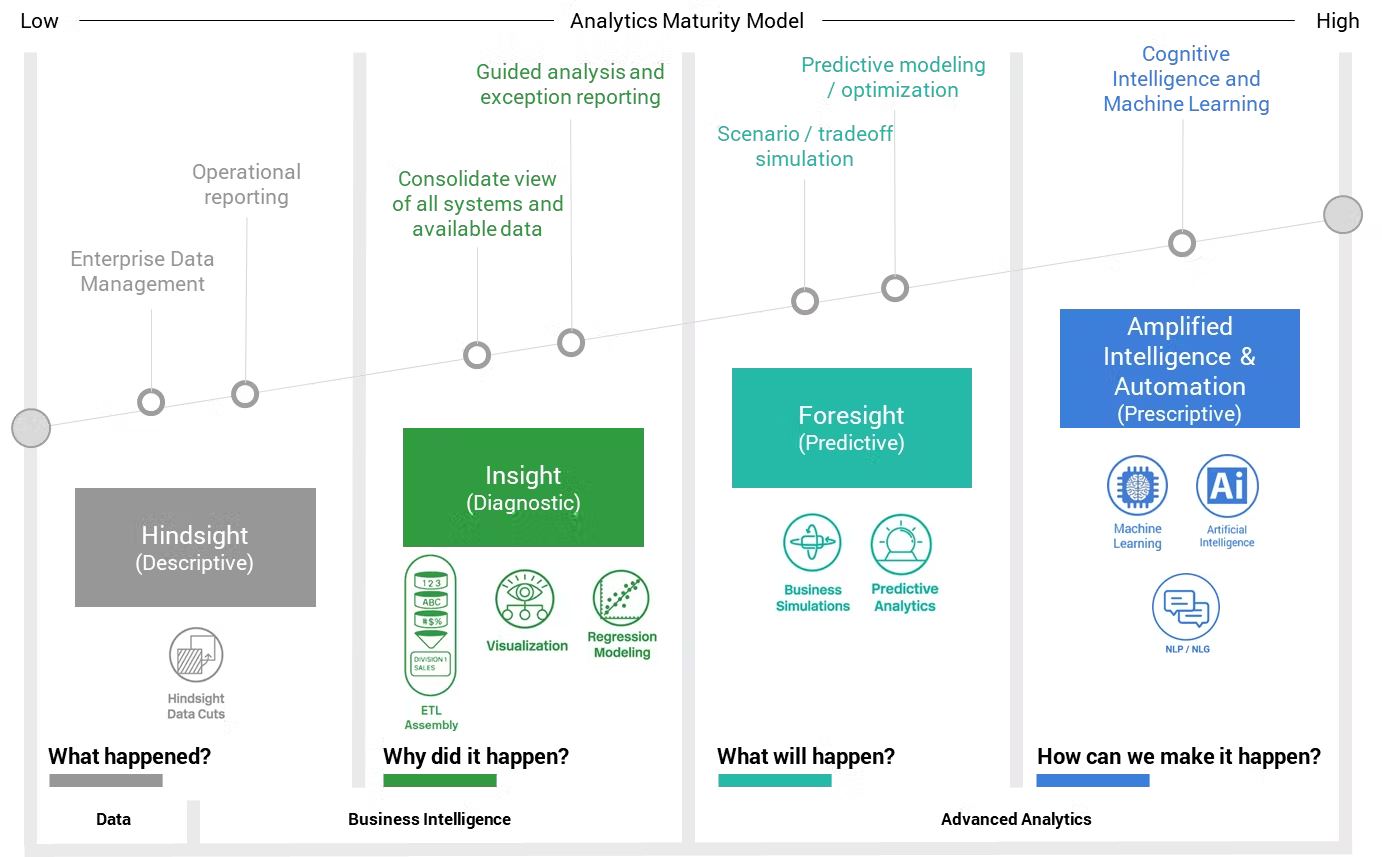 Low
Analytics Maturity Model
High
Enterprise Data
Management
Operational
reporting
Hindsight
(Descriptive)
Hindsight
Data Cuts
What happened?
Consolidate view
of all systems and
available data
Guided analysis and
exception reporting
Insight
(Diagnostic)
1 2 3
ABC
#$%
DIVISION 1
SALES
ETL
Assembly
Visualization
Regression
Modeling
Why did it happen?
Scenario / tradeoff
simulation
Predictive modeling
/ optimization
Foresight
(Predictive)
Business
Simulations
Predictive
Analytics
What will happen?
Cognitive
Intelligence and
Machine Learning
Amplified
Intelligence &
Automation
(Prescriptive)
Machine
Learning
Ai
Artificial
Intelligence
NLP / NLG
How can we make it happen?
Data
Business Intelligence
Advanced Analytics